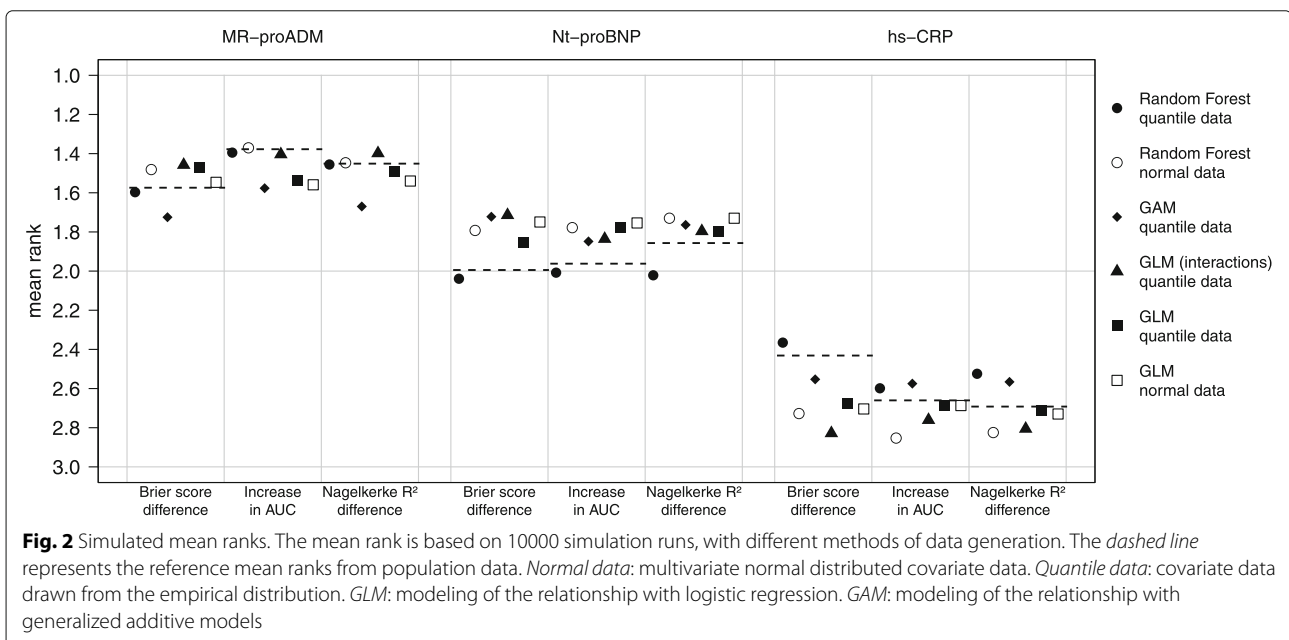 MR−proADM Nt−proBNP hs−CRP
mean rank
1.0
1.2
1.4
1.6
1.8
2.0
2.2
2.4
2.6
2.8
3.0
Brier score difference
Increase in AUC
Nagelkerke R² difference
Brier score difference
Increase in AUC
Nagelkerke R² difference
Brier score difference
Increase in AUC
Nagelkerke R² difference
Random Forest
quantile data
Random Forest
normal data
GAM
quantile data
GLM (interactions)
quantile data
GLM
quantile data
GLM
normal data
Fig. 2 Simulated mean ranks. The mean rank is based on 10000 simulation runs, with different methods of data generation. The dashed line
represents the reference mean ranks from population data. Normal data: multivariate normal distributed covariate data. Quantile data: covariate data
drawn from the empirical distribution. GLM: modeling of the relationship with logistic regression. GAM: modeling of the relationship with
generalized additive models